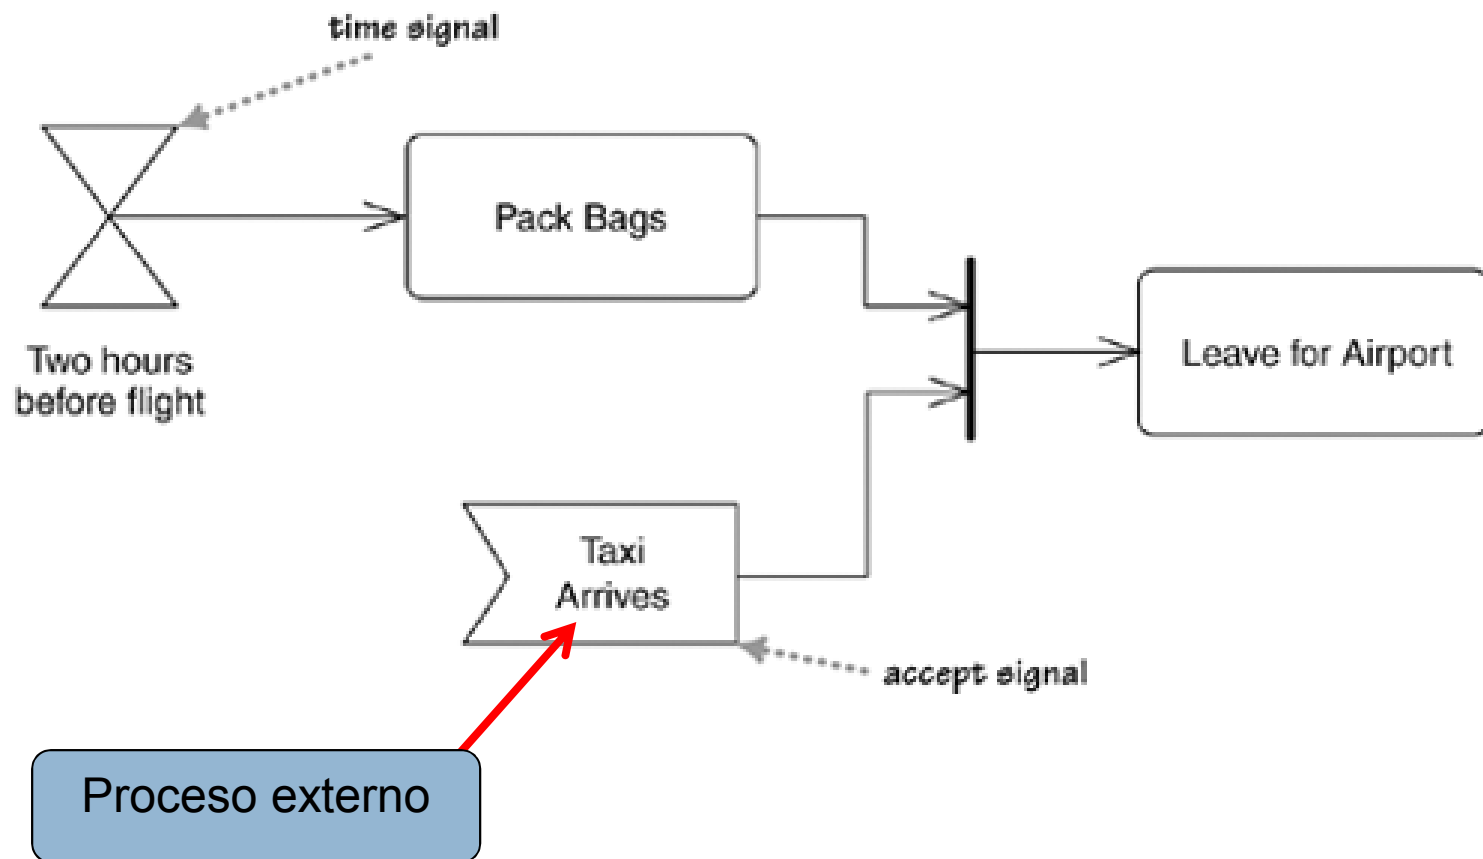 time signal
Pack Bags
Two hours
before flight
Leave for Airport
Taxi
Arrives
accept signal
Proceso externo